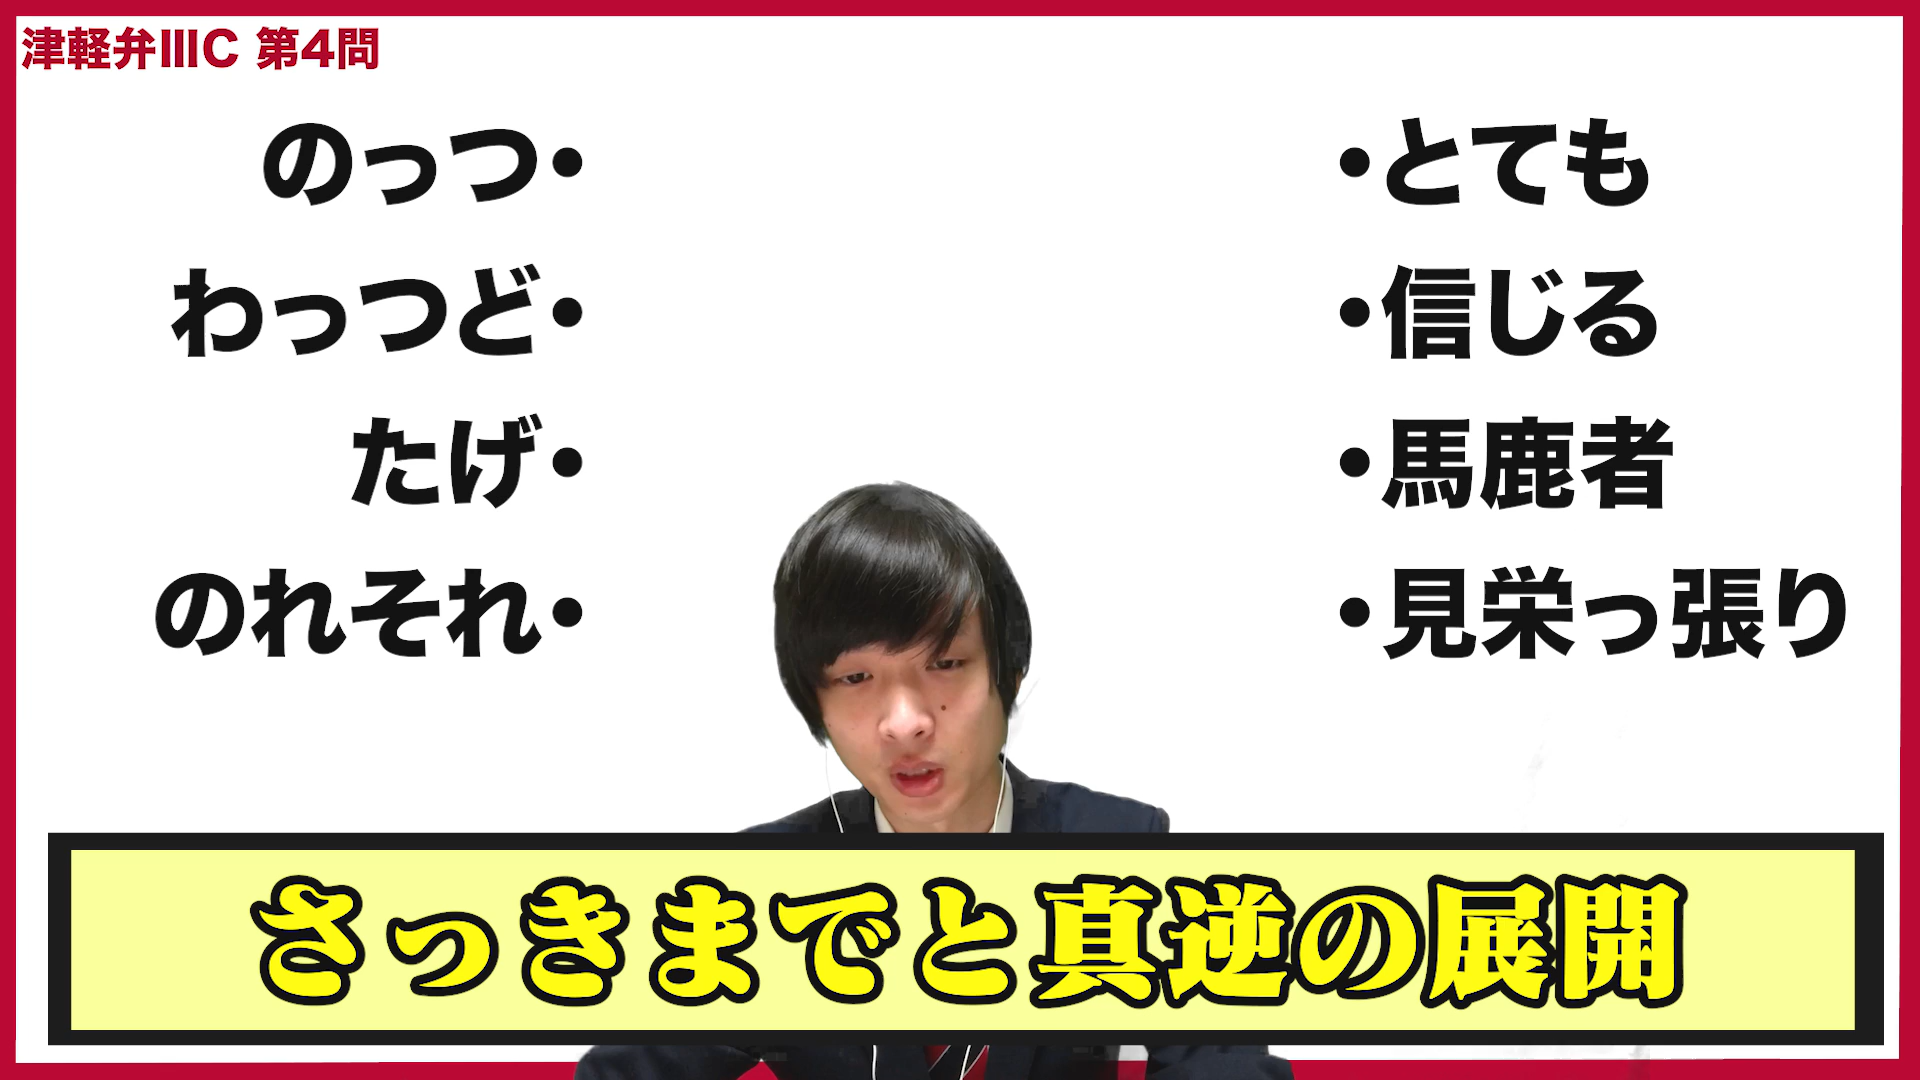 津軽弁ⅢC 第4問
のっつ・ ・とても
わっつど・ ・信じる
たげ・ ・馬鹿者
のれそれ・ ・見栄っ張り
さっきまでと真逆の展開